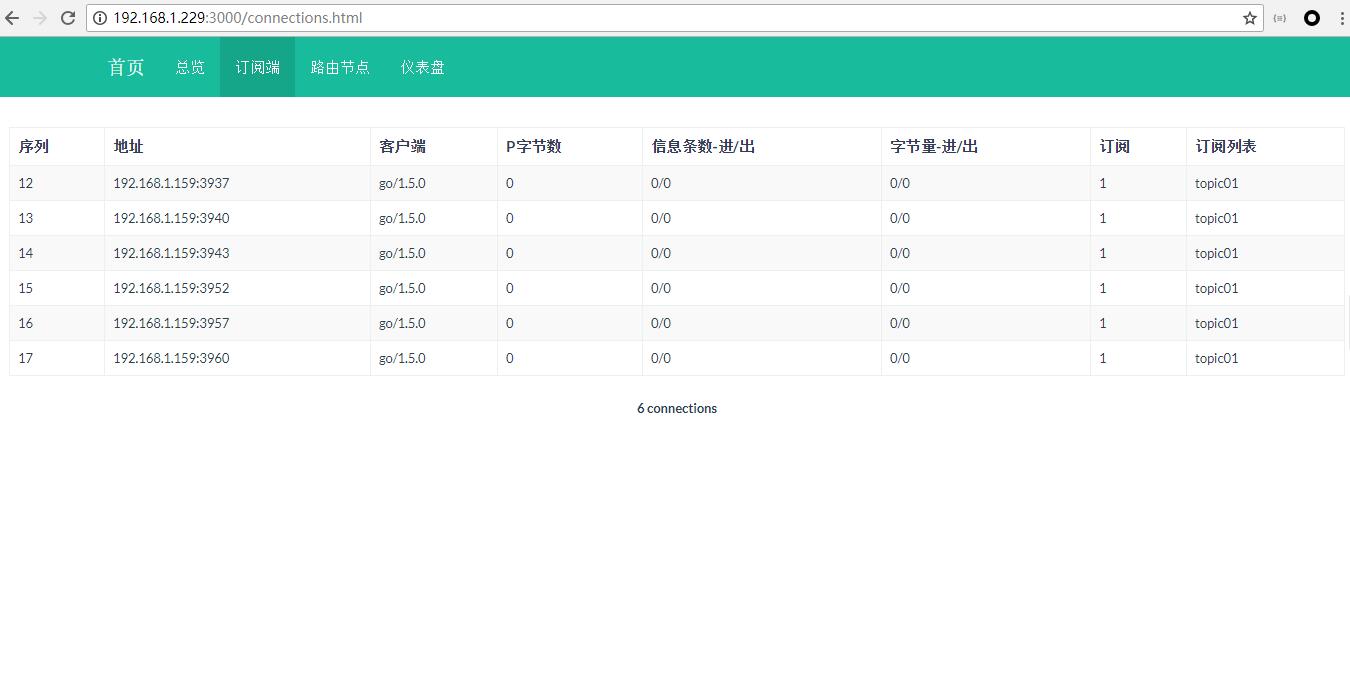 192.168.1.229:3000/connections.html
首页 总览 订阅端 路由节点 仪表盘
序列 地址 客户端 P字节数 信息条数-进/出 字节量-进/出 订阅 订阅列表
12 192.168.1.159:3937 go/1.5.0 0 0/0 0/0 1 topic01
13 192.168.1.159:3940 go/1.5.0 0 0/0 0/0 1 topic01
14 192.168.1.159:3943 go/1.5.0 0 0/0 0/0 1 topic01
15 192.168.1.159:3952 go/1.5.0 0 0/0 0/0 1 topic01
16 192.168.1.159:3957 go/1.5.0 0 0/0 0/0 1 topic01
17 192.168.1.159:3960 go/1.5.0 0 0/0 0/0 1 topic01
6 connections